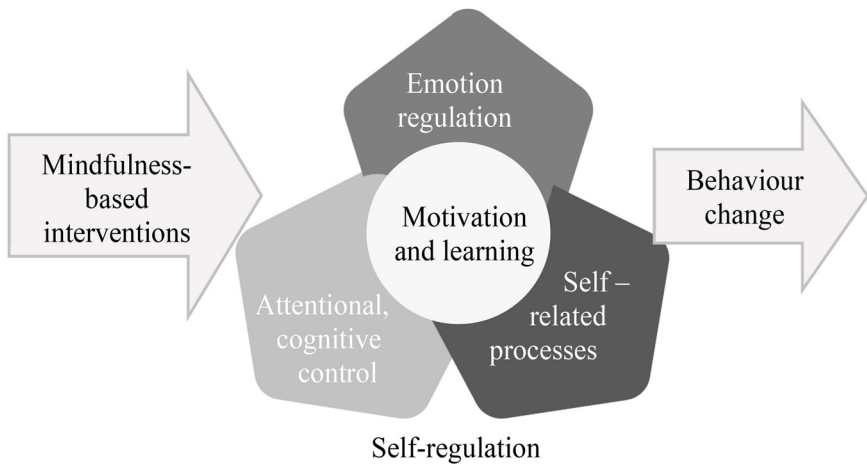 Mindfulness-
based
interventions
Emotion
regulation
Motivation
and learning
Attentional,
cognitive
control
Self –
related
processes
Behaviour
change
Self-regulation